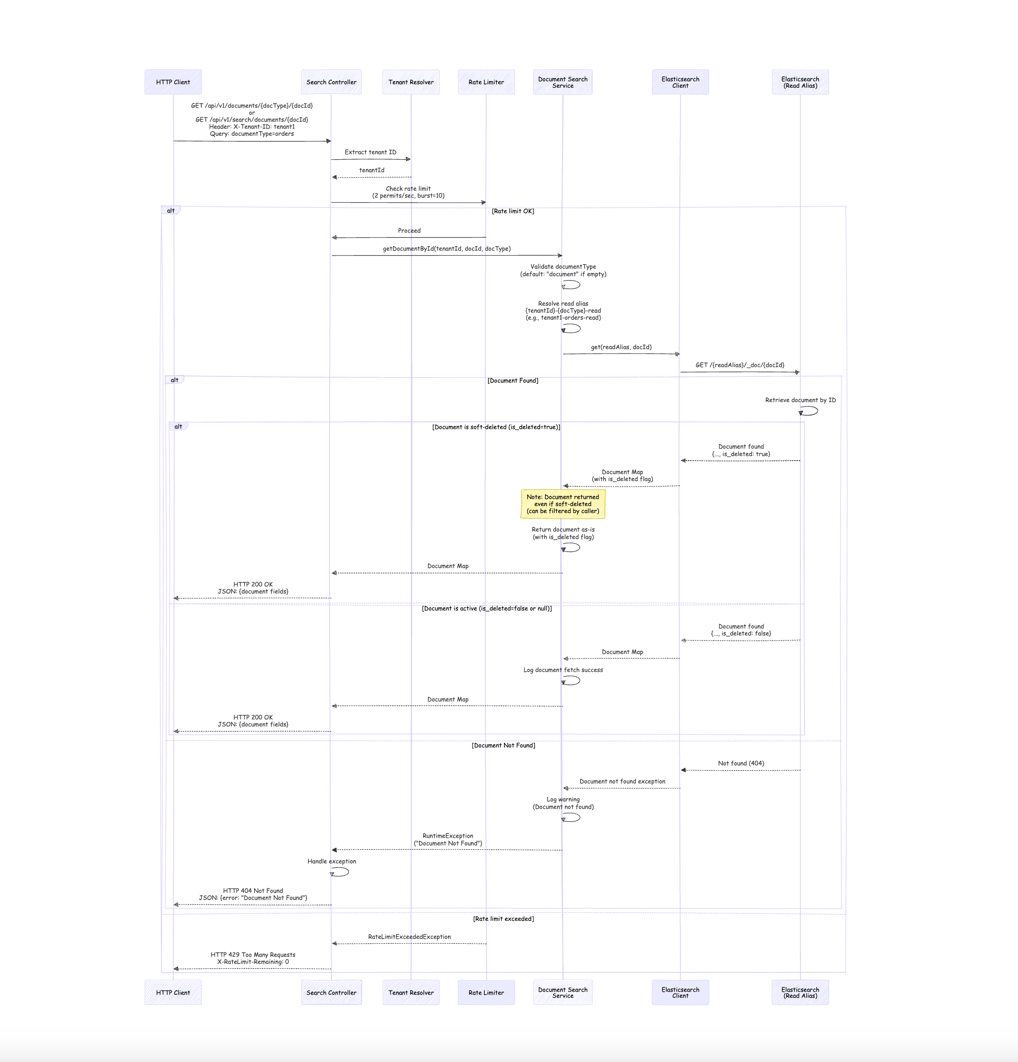 HTTP Client
Search Controller
Tenant Resolver
Rate Limiter
Document Search
Service
Elasticsearch
Client
Elasticsearch
(Read Alias)
GET /api/v1/documents/{docType}/{docId}
or
GET /api/v1/search/documents/{docId}
Header: X-Tenant-ID: tenant1
Query: documentType=orders
Extract tenant ID
tenantId
Check rate limit
(2 permits/sec, burst=10)
alt
[Rate limit OK]
Proceed
getDocumentById(tenantId, docId, docType)
Validate documentType
(default: "document" if empty)
Resolve read alias
{tenantId}-{docType}-read
(e.g., tenant1-orders-read)
get(readAlias, docId)
GET /{readAlias}/_doc/{docId}
alt
[Document Found]
Retrieve document by ID
alt
[Document is soft-deleted (is_deleted=true)]
Document found
{..., is_deleted: true}
Document Map
(with is_deleted flag)
Note: Document returned
even if soft-deleted
(can be filtered by caller)
Return document as-is
(with is_deleted flag)
Document Map
HTTP 200 OK
JSON: {document fields}
[Document is active (is_deleted=false or null)]
Document found
{..., is_deleted: false}
Document Map
Log document fetch success
Document Map
HTTP 200 OK
JSON: {document fields}
[Document Not Found]
Not found (404)
Document not found exception
Log warning
(Document not found)
RuntimeException
("Document Not Found")
Handle exception
HTTP 404 Not Found
JSON: {error: "Document Not Found"}
[Rate limit exceeded]
RateLimitExceededException
HTTP 429 Too Many Requests
X-RateLimit-Remaining: 0
HTTP Client
Search Controller
Tenant Resolver
Rate Limiter
Document Search
Service
Elasticsearch
Client
Elasticsearch
(Read Alias)